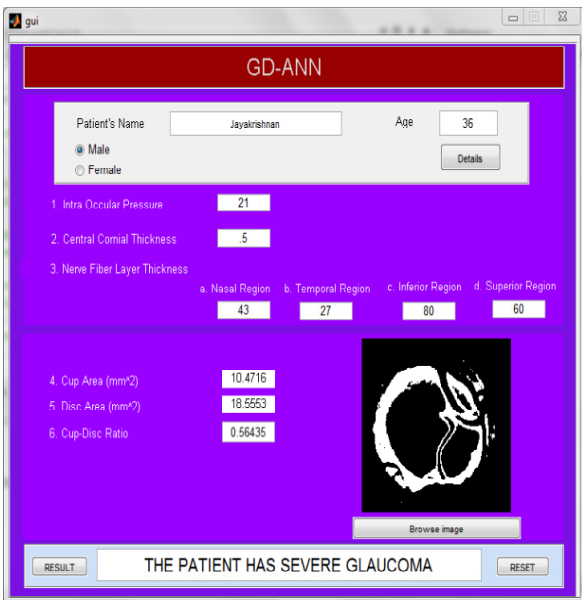 gui
GD-ANN
Patient's Name Jayakrishnan Age 36
Male
Female
Details
1. Intra Occular Pressure 21
2. Central Cornial Thickness .5
3. Nerve Fiber Layer Thickness
a. Nasal Region b. Temporal Region c. Inferior Region d. Superior Region
43 27 80 60
4. Cup Area (mm^2) 10.4716
5. Disc Area (mm^2) 18.5553
6. Cup-Disc Ratio 0.56435
Browse image
RESULT THE PATIENT HAS SEVERE GLAUCOMA RESET